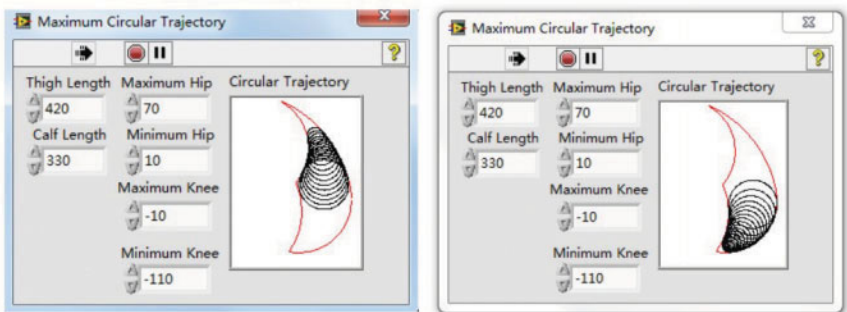 Maximum Circular Trajectory
Thigh Length Maximum Hip Circular Trajectory
420 70
Calf Length Minimum Hip
330 10
Maximum Knee
-10
Minimum Knee
-110
Maximum Circular Trajectory
Thigh Length Maximum Hip Circular Trajectory
420 70
Calf Length Minimum Hip
330 10
Maximum Knee
-10
Minimum Knee
-110